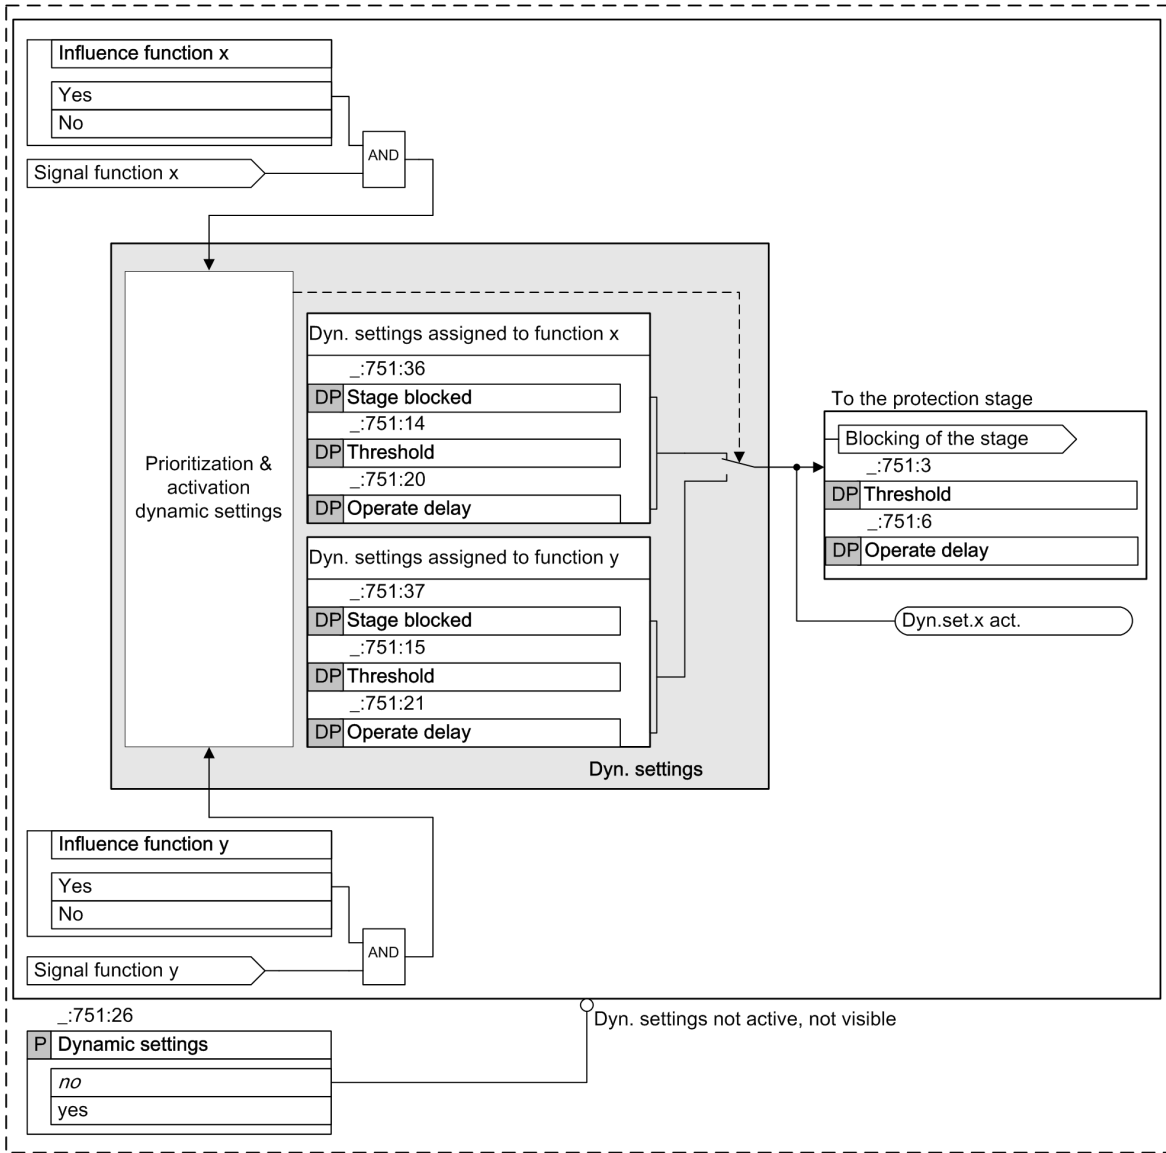 Influence function x
Yes
No
AND
Signal function x
Dyn. settings assigned to function x
_:751:36
DP Stage blocked
_:751:14
DP Threshold
_:751:20
DP Operate delay
Prioritization &
activation
dynamic settings
Dyn. settings assigned to function y
_:751:37
DP Stage blocked
_:751:15
DP Threshold
_:751:21
DP Operate delay
Dyn. settings
To the protection stage
Blocking of the stage
_:751:3
DP Threshold
_:751:6
DP Operate delay
Dyn.set.x act.
Influence function y
Yes
No
AND
Signal function y
Dyn. settings not active, not visible
_:751:26
P Dynamic settings
no
yes